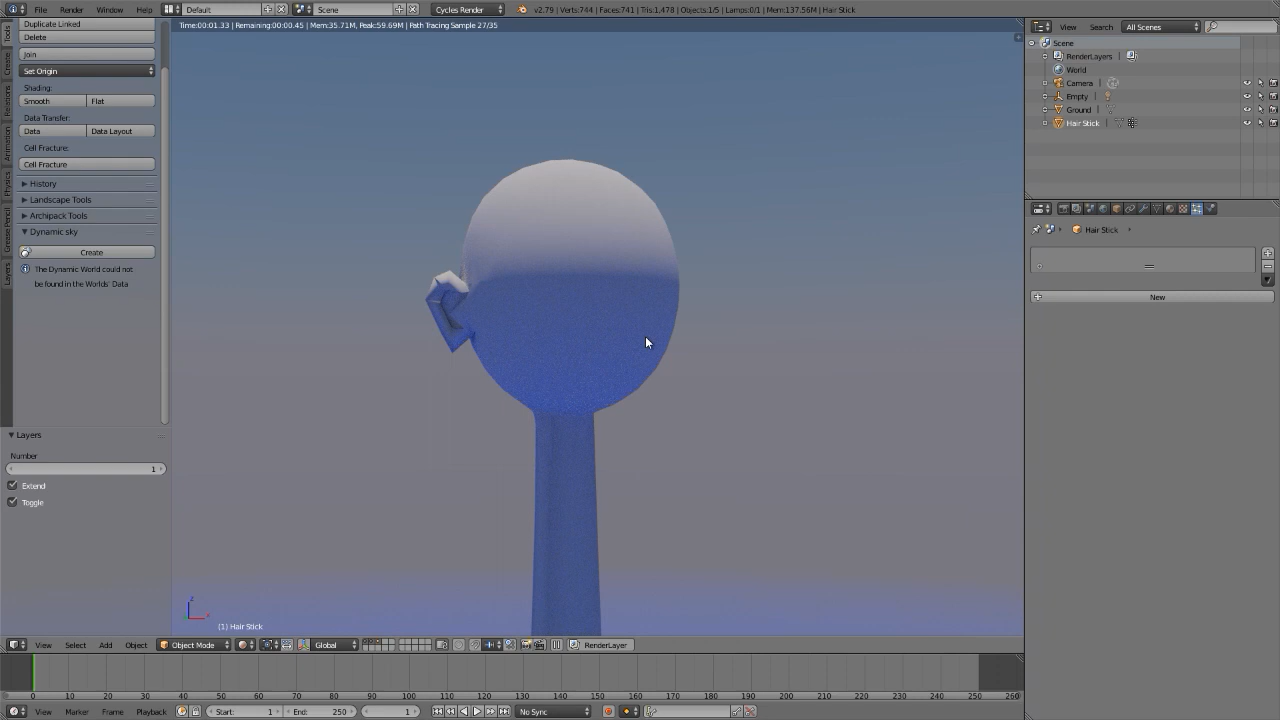 File Render Window Help Default Scene Cycles Render v2.79 | Verts:744 | Faces:741 | Tris:1,478 | Objects:1/5 | Lamps:0/1 | Mem:137.56M | Hair Stick
View Search All Scenes
Time:00:01.33 | Remaining:00:00.45 | Mem:35.71M, Peak:59.69M | Path Tracing Sample 27/35
Tools
Create
Relations
Animation
Physics
Grease Pencil
Layers
Duplicate Linked
Delete
Join
Set Origin
Shading:
Smooth Flat
Data Transfer:
Data Data Layout
Cell Fracture:
Cell Fracture
History
Landscape Tools
Archipack Tools
Dynamic sky
Create
The Dynamic World could not
be found in the Worlds' Data
Layers
Number
1
Extend
Toggle
Scene
RenderLayers
World
Camera
Empty
Ground
Hair Stick
Hair Stick
New
z
x
(1) Hair Stick
View Select Add Object Object Mode Global RenderLayer
0 10 20 30 40 50 60 70 80 90 100 110 120 130 140 150 160 170 180 190 200 210 220 230 240 250 260
View Marker Frame Playback Start: 1 End: 250 1 No Sync